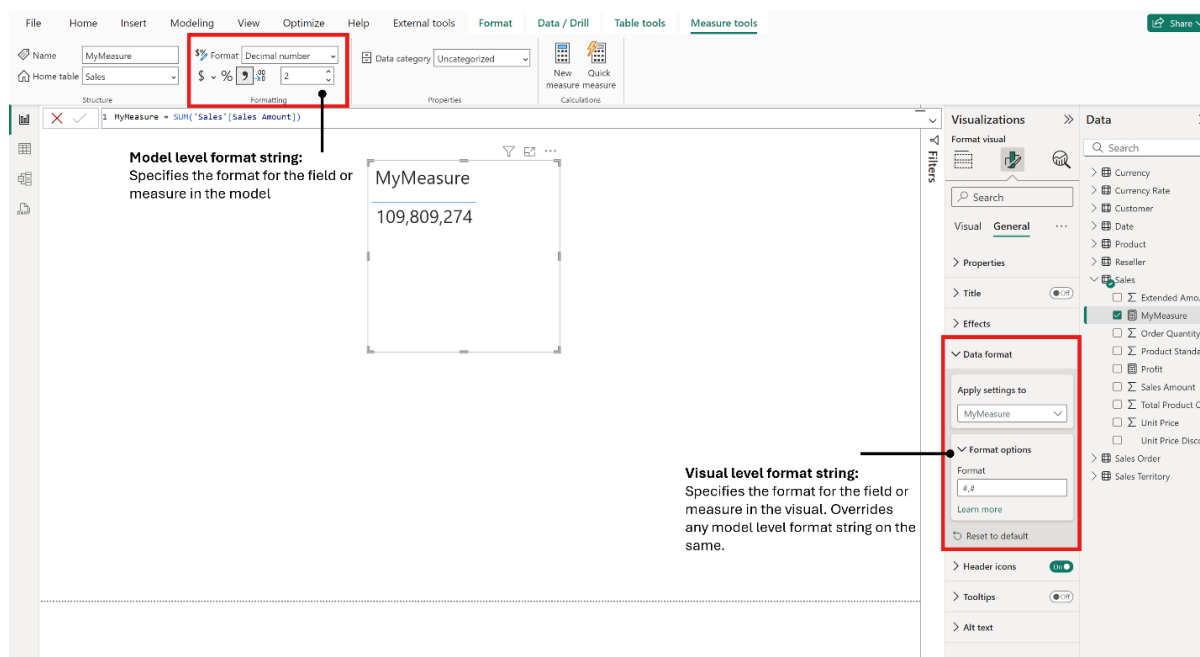 File Home Insert Modeling View Optimize Help External tools Format Data / Drill Table tools Measure tools Share
Name MyMeasure
Home table Sales
Structure
$% Format Decimal number
$ % 9 .00 2
Formatting
Data category Uncategorized
Properties
New measure
Quick measure
Calculations
1 MyMeasure = SUM('Sales'[Sales Amount])
Model level format string:
Specifies the format for the field or
measure in the model
MyMeasure
109,809,274
Visual level format string:
Specifies the format for the field or
measure in the visual. Overrides
any model level format string on the
same.
Filters
Visualizations
Format visual
Search
Visual General
Properties
Title Off
Effects
Data format
Apply settings to
MyMeasure
Format options
Format
#,#
Learn more
Reset to default
Header icons On
Tooltips Off
Alt text
Data
Search
Currency
Currency Rate
Customer
Date
Product
Reseller
Sales
Extended Amo
MyMeasure
Order Quantity
Product Standa
Profit
Sales Amount
Total Product C
Unit Price
Unit Price Disco
Sales Order
Sales Territory